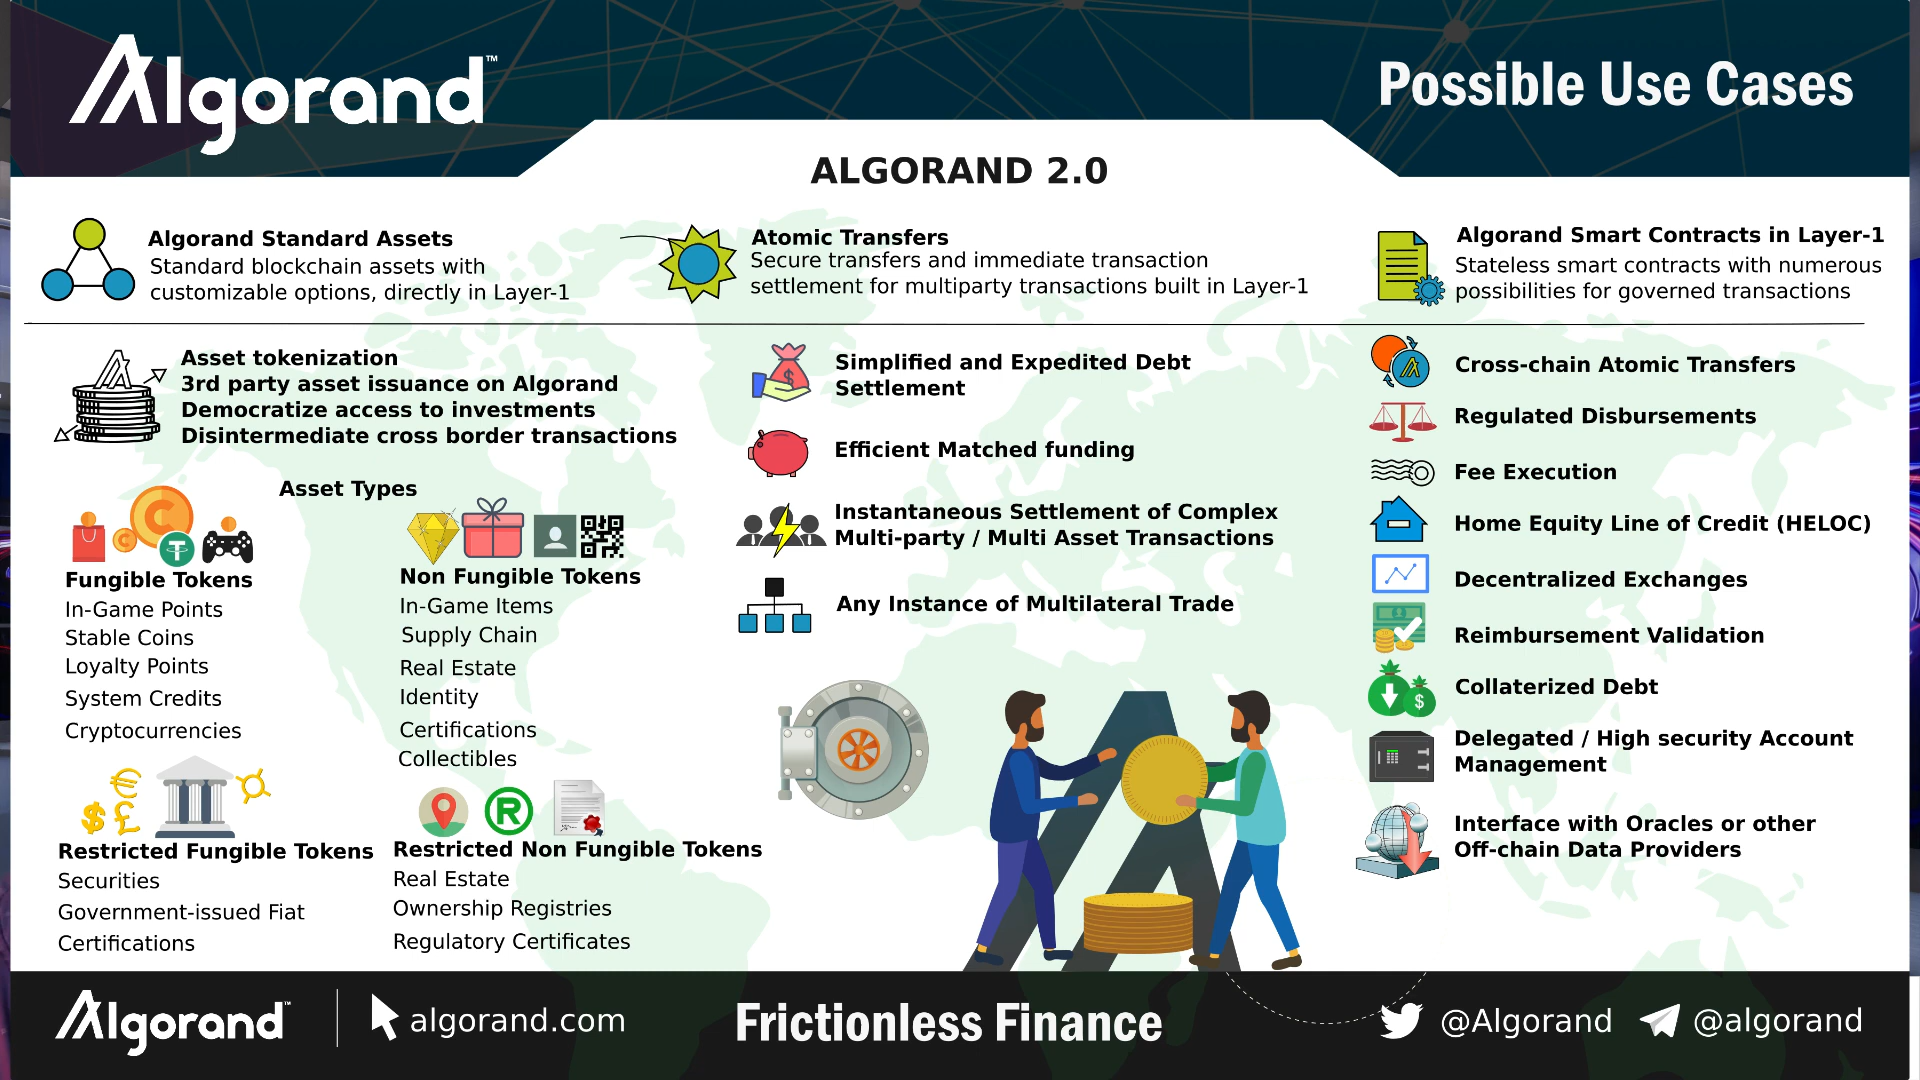 Algorand™
Possible Use Cases
ALGORAND 2.0
Algorand Standard Assets
Standard blockchain assets with
customizable options, directly in Layer-1
Atomic Transfers
Secure transfers and immediate transaction
settlement for multiparty transactions built in Layer-1
Algorand Smart Contracts in Layer-1
Stateless smart contracts with numerous
possibilities for governed transactions
Asset tokenization
3rd party asset issuance on Algorand
Democratize access to investments
Disintermediate cross border transactions
Asset Types
Fungible Tokens
In-Game Points
Stable Coins
Loyalty Points
System Credits
Cryptocurrencies
Non Fungible Tokens
In-Game Items
Supply Chain
Real Estate
Identity
Certifications
Collectibles
Restricted Fungible Tokens
Securities
Government-issued Fiat
Certifications
Restricted Non Fungible Tokens
Real Estate
Ownership Registries
Regulatory Certificates
Simplified and Expedited Debt
Settlement
Efficient Matched funding
Instantaneous Settlement of Complex
Multi-party / Multi Asset Transactions
Any Instance of Multilateral Trade
Cross-chain Atomic Transfers
Regulated Disbursements
Fee Execution
Home Equity Line of Credit (HELOC)
Decentralized Exchanges
Reimbursement Validation
Collaterized Debt
Delegated / High security Account
Management
Interface with Oracles or other
Off-chain Data Providers
Algorand™
algorand.com
Frictionless Finance
@Algorand
@algorand